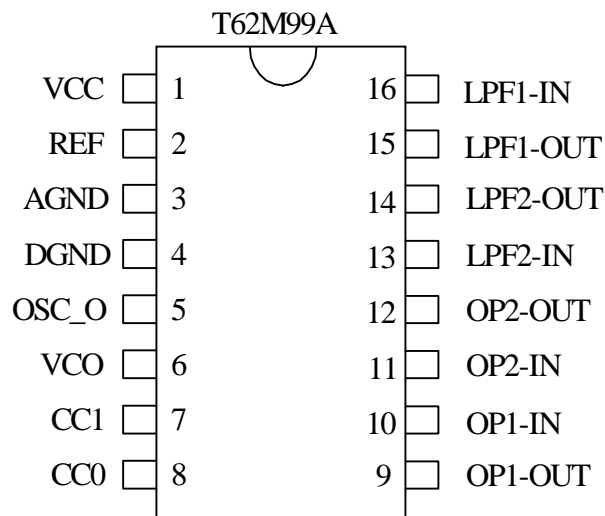 T62M99A
VCC 1 16 LPF1-IN
REF 2 15 LPF1-OUT
AGND 3 14 LPF2-OUT
DGND 4 13 LPF2-IN
OSC_O 5 12 OP2-OUT
VCO 6 11 OP2-IN
CC1 7 10 OP1-IN
CC0 8 9 OP1-OUT